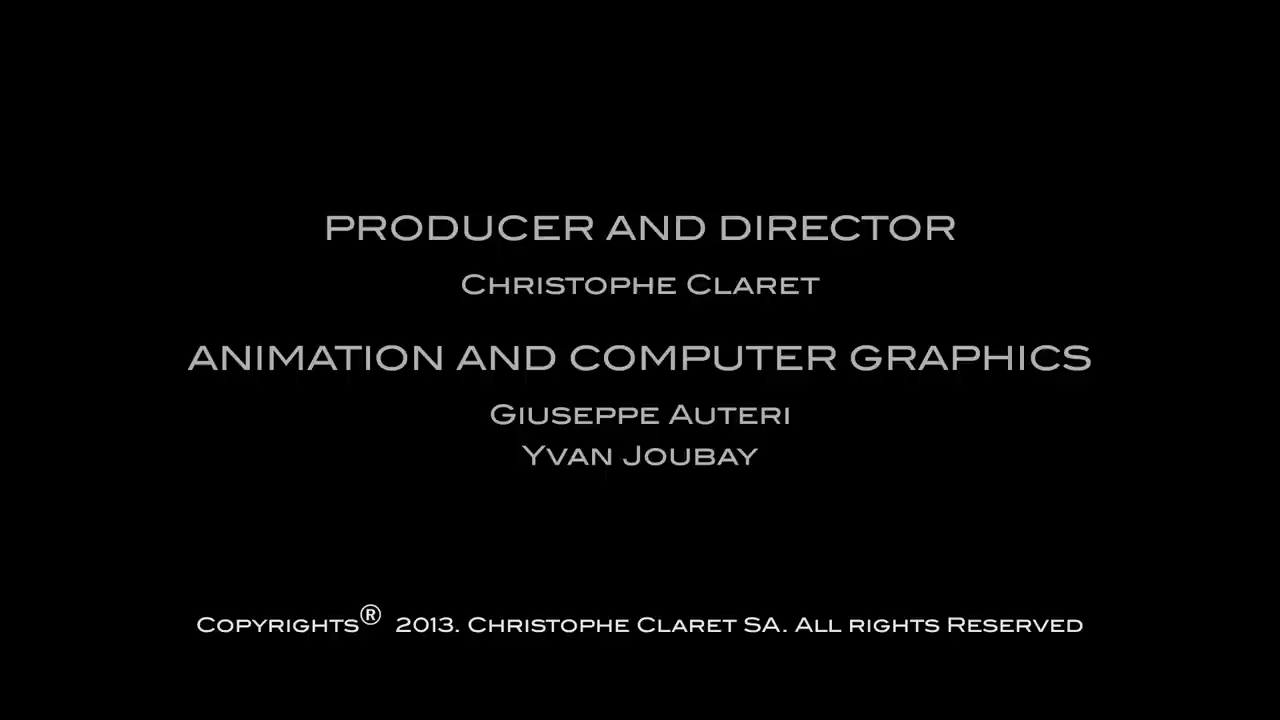 PRODUCER AND DIRECTOR
Christophe Claret
ANIMATION AND COMPUTER GRAPHICS
Giuseppe Auteri
Yvan Joubay
Copyrights® 2013. Christophe Claret SA. All rights Reserved